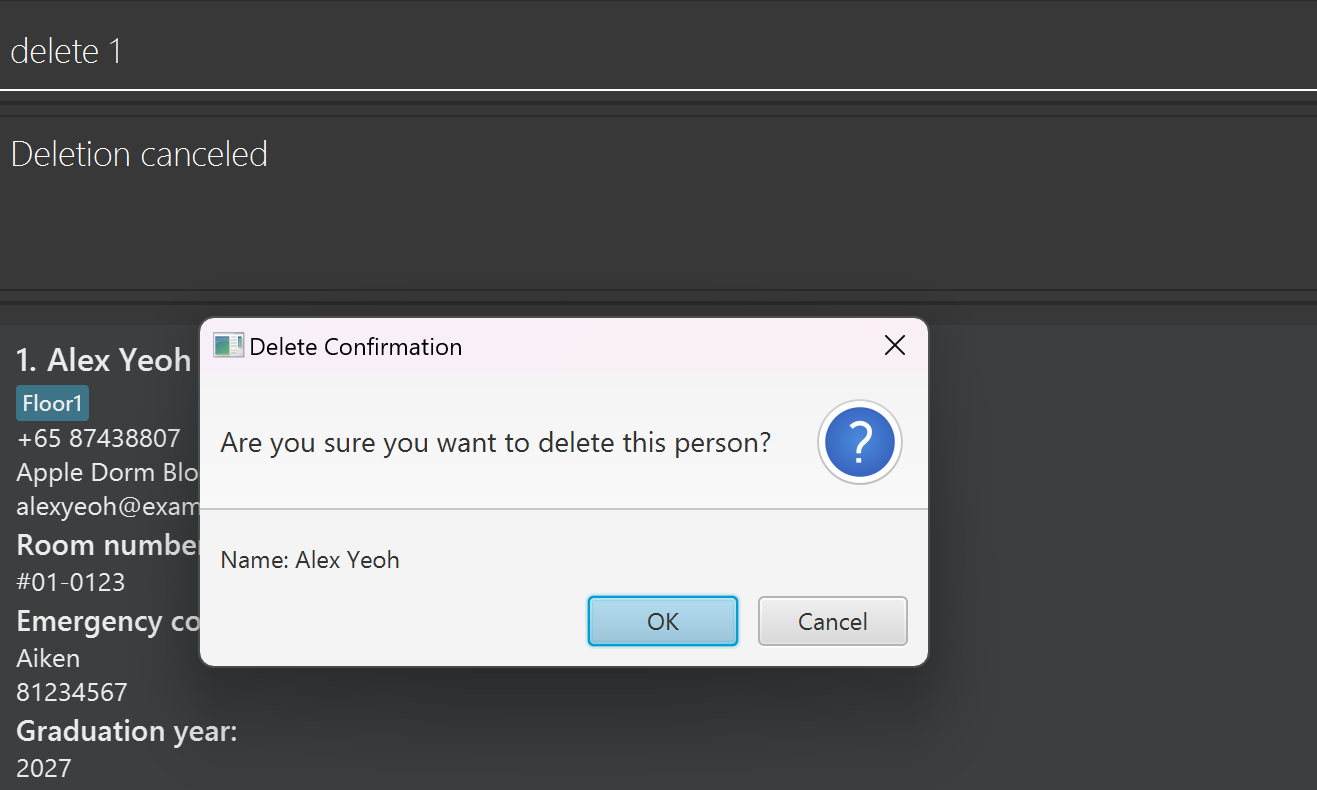 delete 1
Deletion canceled
Delete Confirmation
Are you sure you want to delete this person?
?
Name: Alex Yeoh
OK
Cancel
1. Alex Yeoh
Floor1
+65 87438807
Apple Dorm Blo
alexyeoh@exam
Room number
#01-0123
Emergency co
Aiken
81234567
Graduation year:
2027